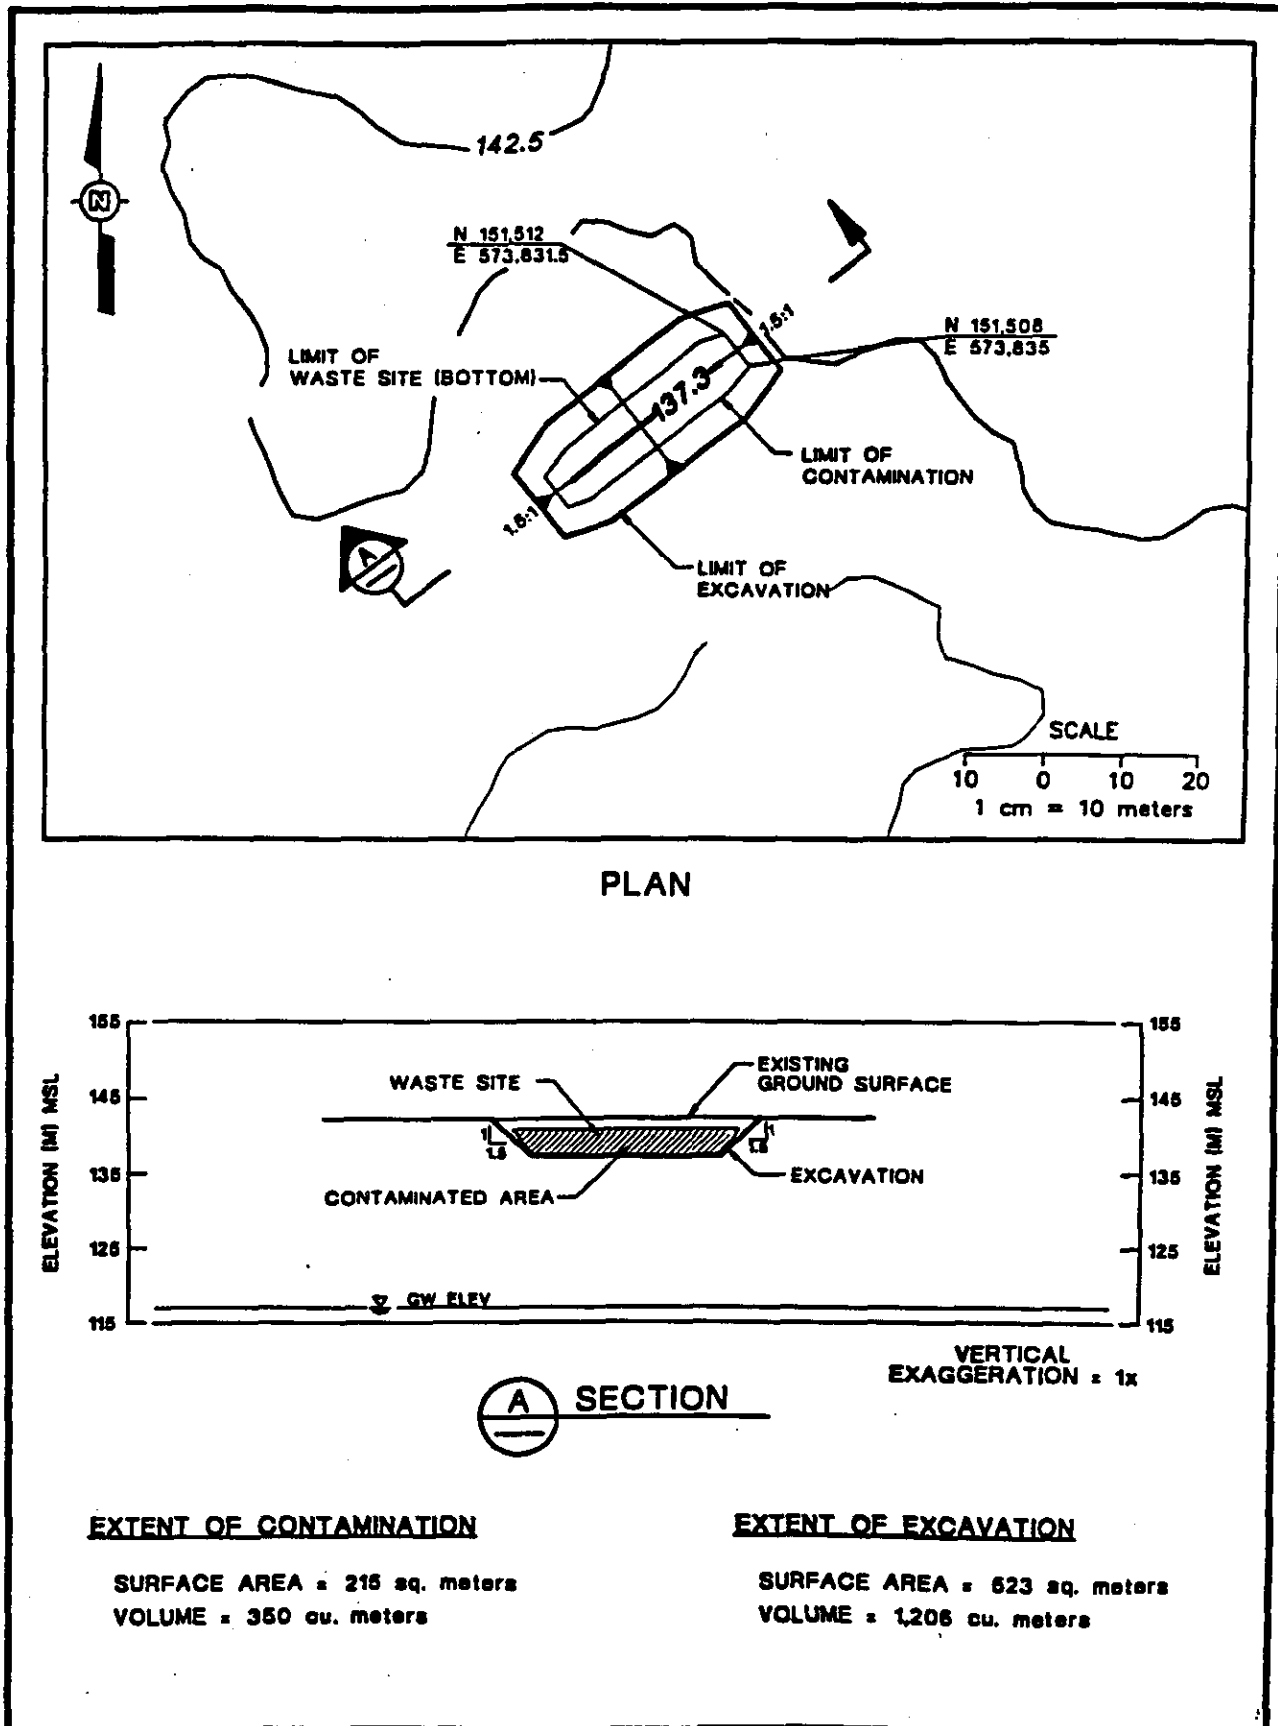 N
142.5
N 151,512
E 573,831.5
1.5:1
N 151,508
E 573,835
LIMIT OF
WASTE SITE (BOTTOM)
137.3
LIMIT OF
CONTAMINATION
1.5:1
A
LIMIT OF
EXCAVATION
SCALE
10 0 10 20
1 cm = 10 meters
PLAN
155 155
WASTE SITE
EXISTING
GROUND SURFACE
145 145
1 1
1.5 1.5
ELEVATION (M) MSL
ELEVATION (M) MSL
135 135
EXCAVATION
CONTAMINATED AREA
125 125
GW ELEV
115 115
VERTICAL
EXAGGERATION = 1x
A SECTION
EXTENT OF CONTAMINATION
SURFACE AREA = 215 sq. meters
VOLUME = 350 cu. meters
EXTENT OF EXCAVATION
SURFACE AREA = 523 sq. meters
VOLUME = 1,206 cu. meters